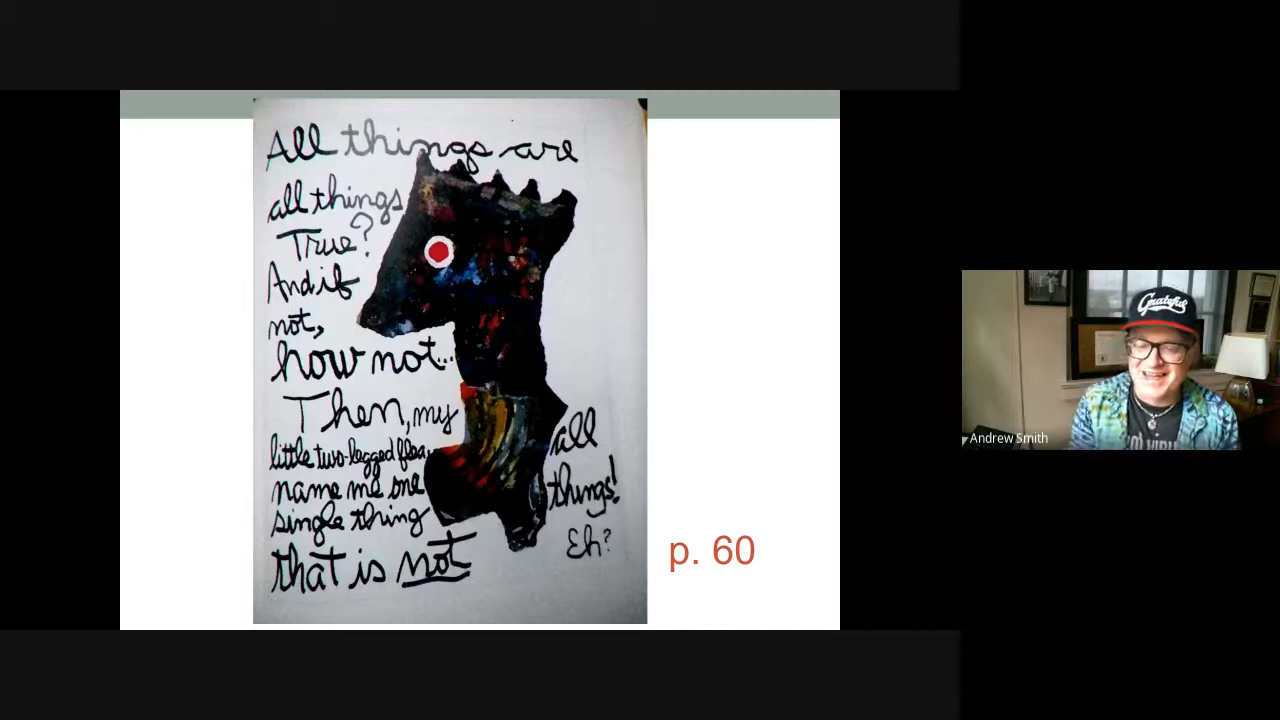 All things are
all things
True?
And if
not,
how not...
Then, my
little two-legged flea,
name me one
single thing
that is not
all
things!
Eh?
p. 60
Grateful
Andrew Smith